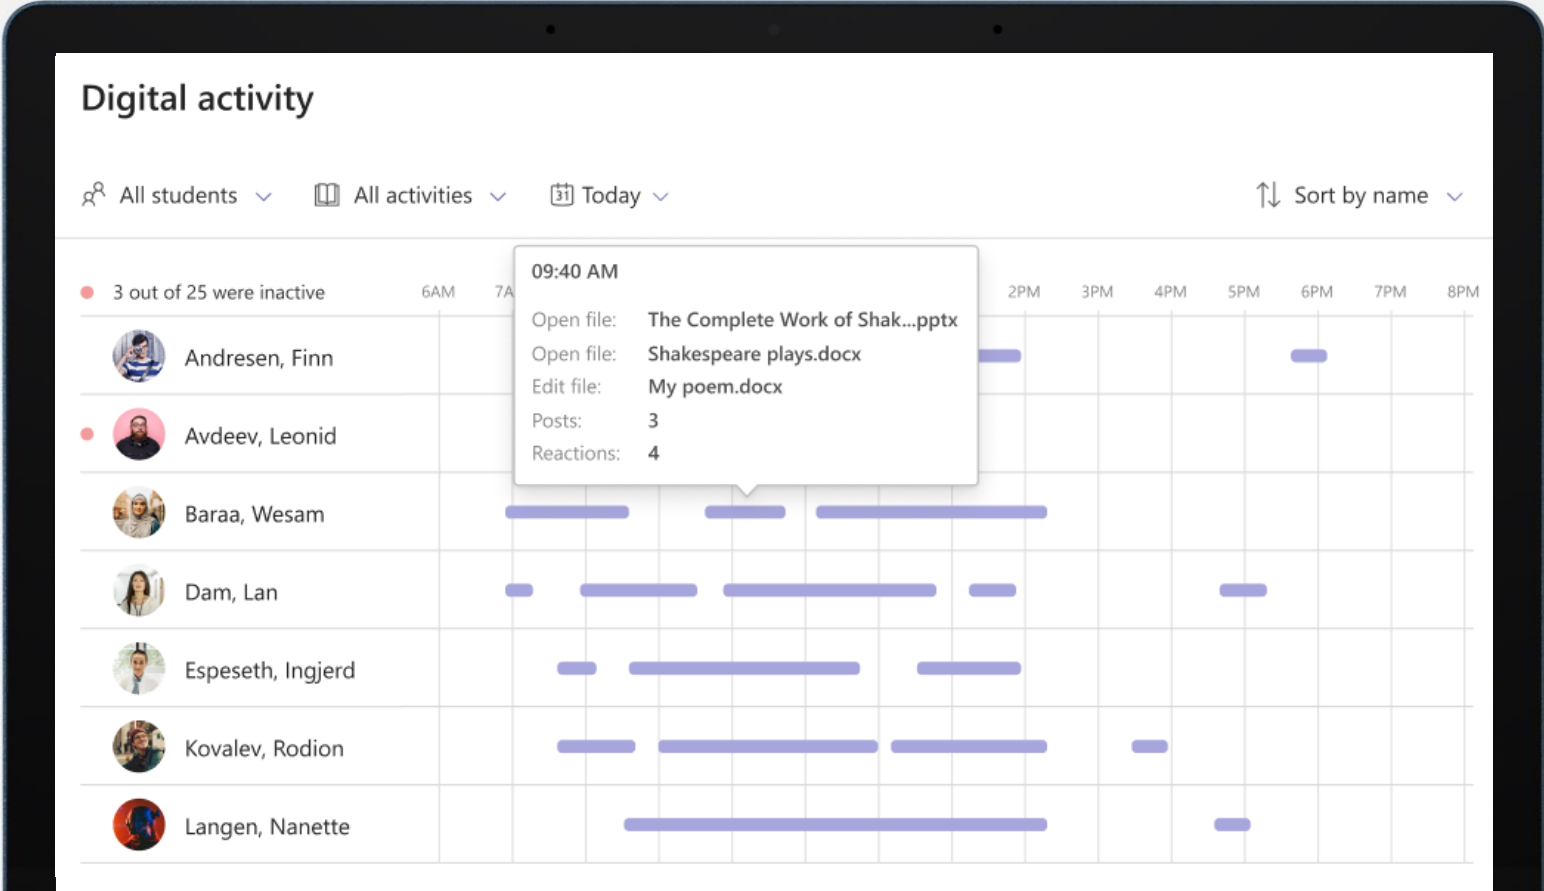 Digital activity
All students All activities 31 Today Sort by name
09:40 AM
Open file: The Complete Work of Shak...pptx
Open file: Shakespeare plays.docx
Edit file: My poem.docx
Posts: 3
Reactions: 4
3 out of 25 were inactive 6AM 7A 2PM 3PM 4PM 5PM 6PM 7PM 8PM
Andresen, Finn
Avdeev, Leonid
Baraa, Wesam
Dam, Lan
Espeseth, Ingjerd
Kovalev, Rodion
Langen, Nanette